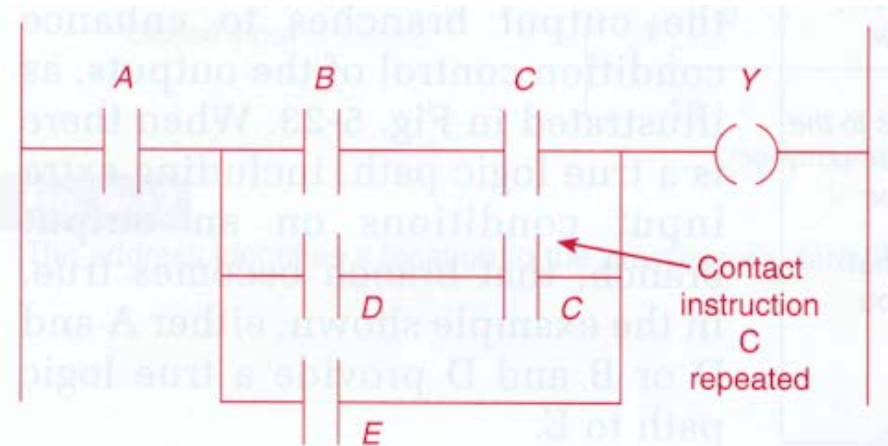 A B C Y
D C
E
Contact
instruction
C
repeated
the output branches to enhance
condition control of the outputs, as
illustrated in Fig. 5-23. When there
is a true logic path, including extra
input conditions on an output
branch, that branch becomes true.
in the example shown, either A and
or B and D provide a true logic
path to E.